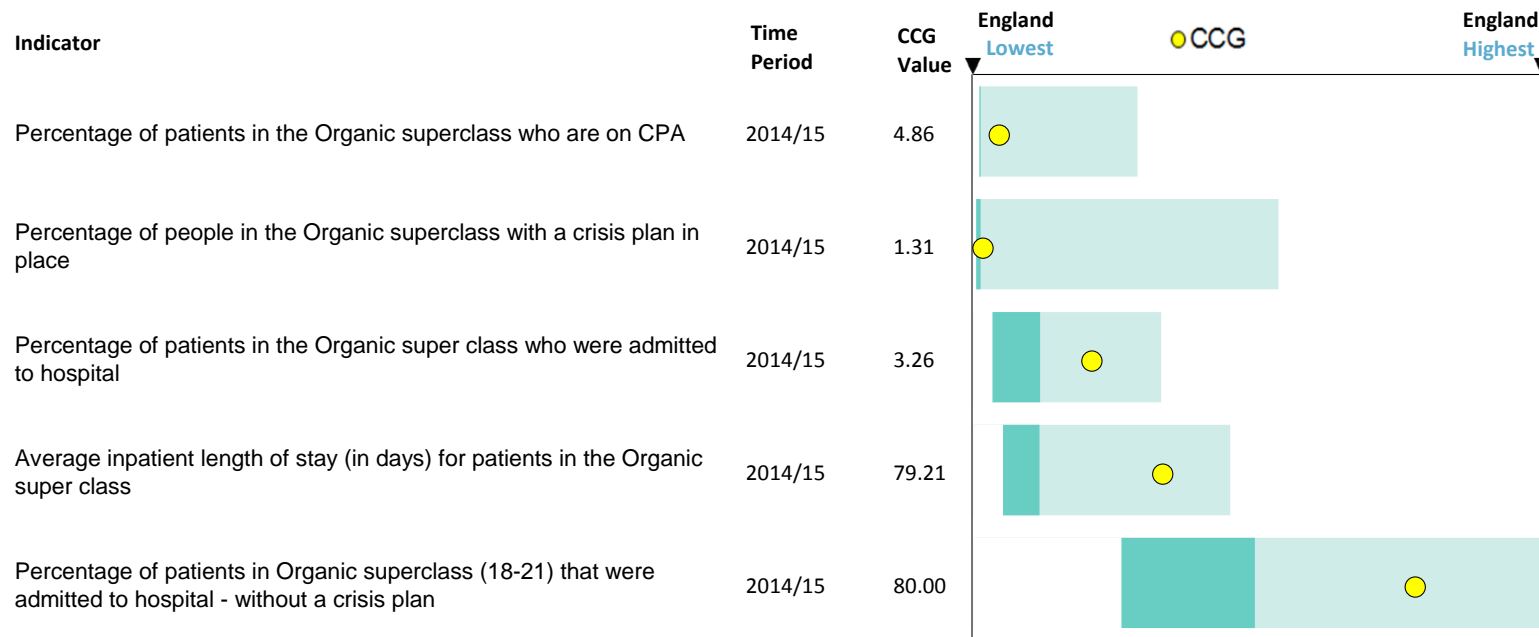 Indicator
Time Period
CCG Value
England Lowest
CCG
England Highest
Percentage of patients in the Organic superclass who are on CPA
2014/15
4.86
Percentage of people in the Organic superclass with a crisis plan in
place
2014/15
1.31
Percentage of patients in the Organic super class who were admitted
to hospital
2014/15
3.26
Average inpatient length of stay (in days) for patients in the Organic
super class
2014/15
79.21
Percentage of patients in Organic superclass (18-21) that were
admitted to hospital - without a crisis plan
2014/15
80.00